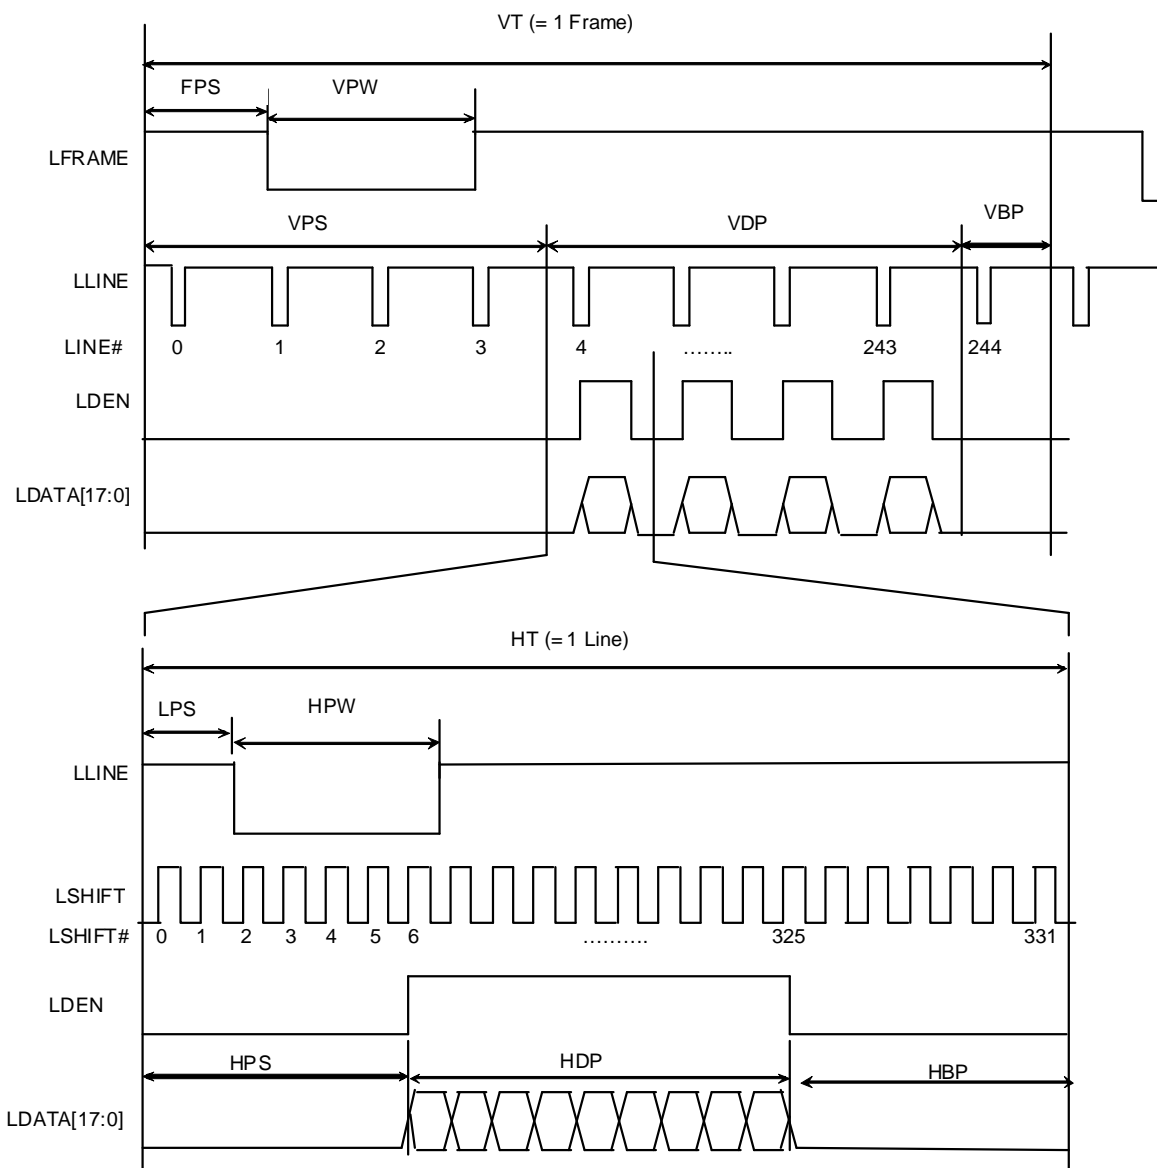 VT (= 1 Frame)
FPS VPW
LFRAME
VPS VDP VBP
LLINE
LINE# 0 1 2 3 4 …….. 243 244
LDEN
LDATA[17:0]
HT (= 1 Line)
LPS HPW
LLINE
LSHIFT
LSHIFT# 0 1 2 3 4 5 6 ………. 325 331
LDEN
HPS HDP HBP
LDATA[17:0]